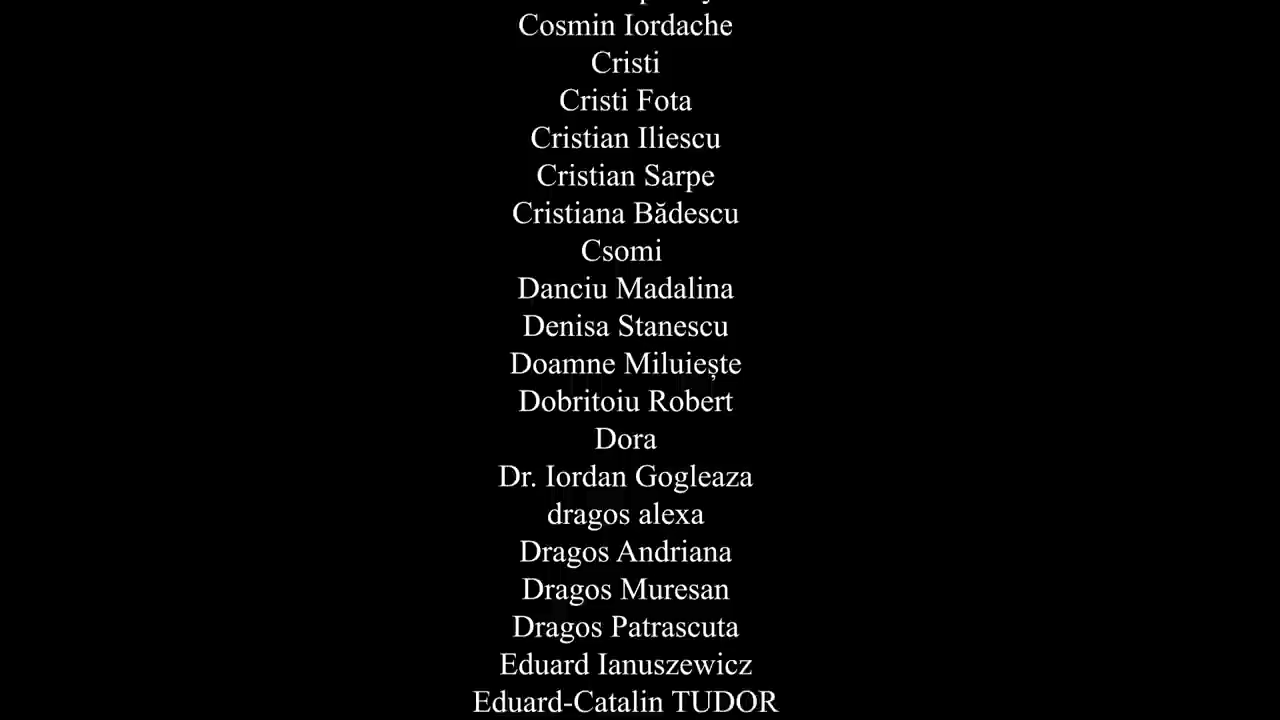 Cosmin Iordache
Cristi
Cristi Fota
Cristian Iliescu
Cristian Sarpe
Cristiana Bădescu
Csomi
Danciu Madalina
Denisa Stanescu
Doamne Miluiește
Dobritoiu Robert
Dora
Dr. Iordan Gogleaza
dragos alexa
Dragos Andriana
Dragos Muresan
Dragos Patrascuta
Eduard Ianuszewicz
Eduard-Catalin TUDOR